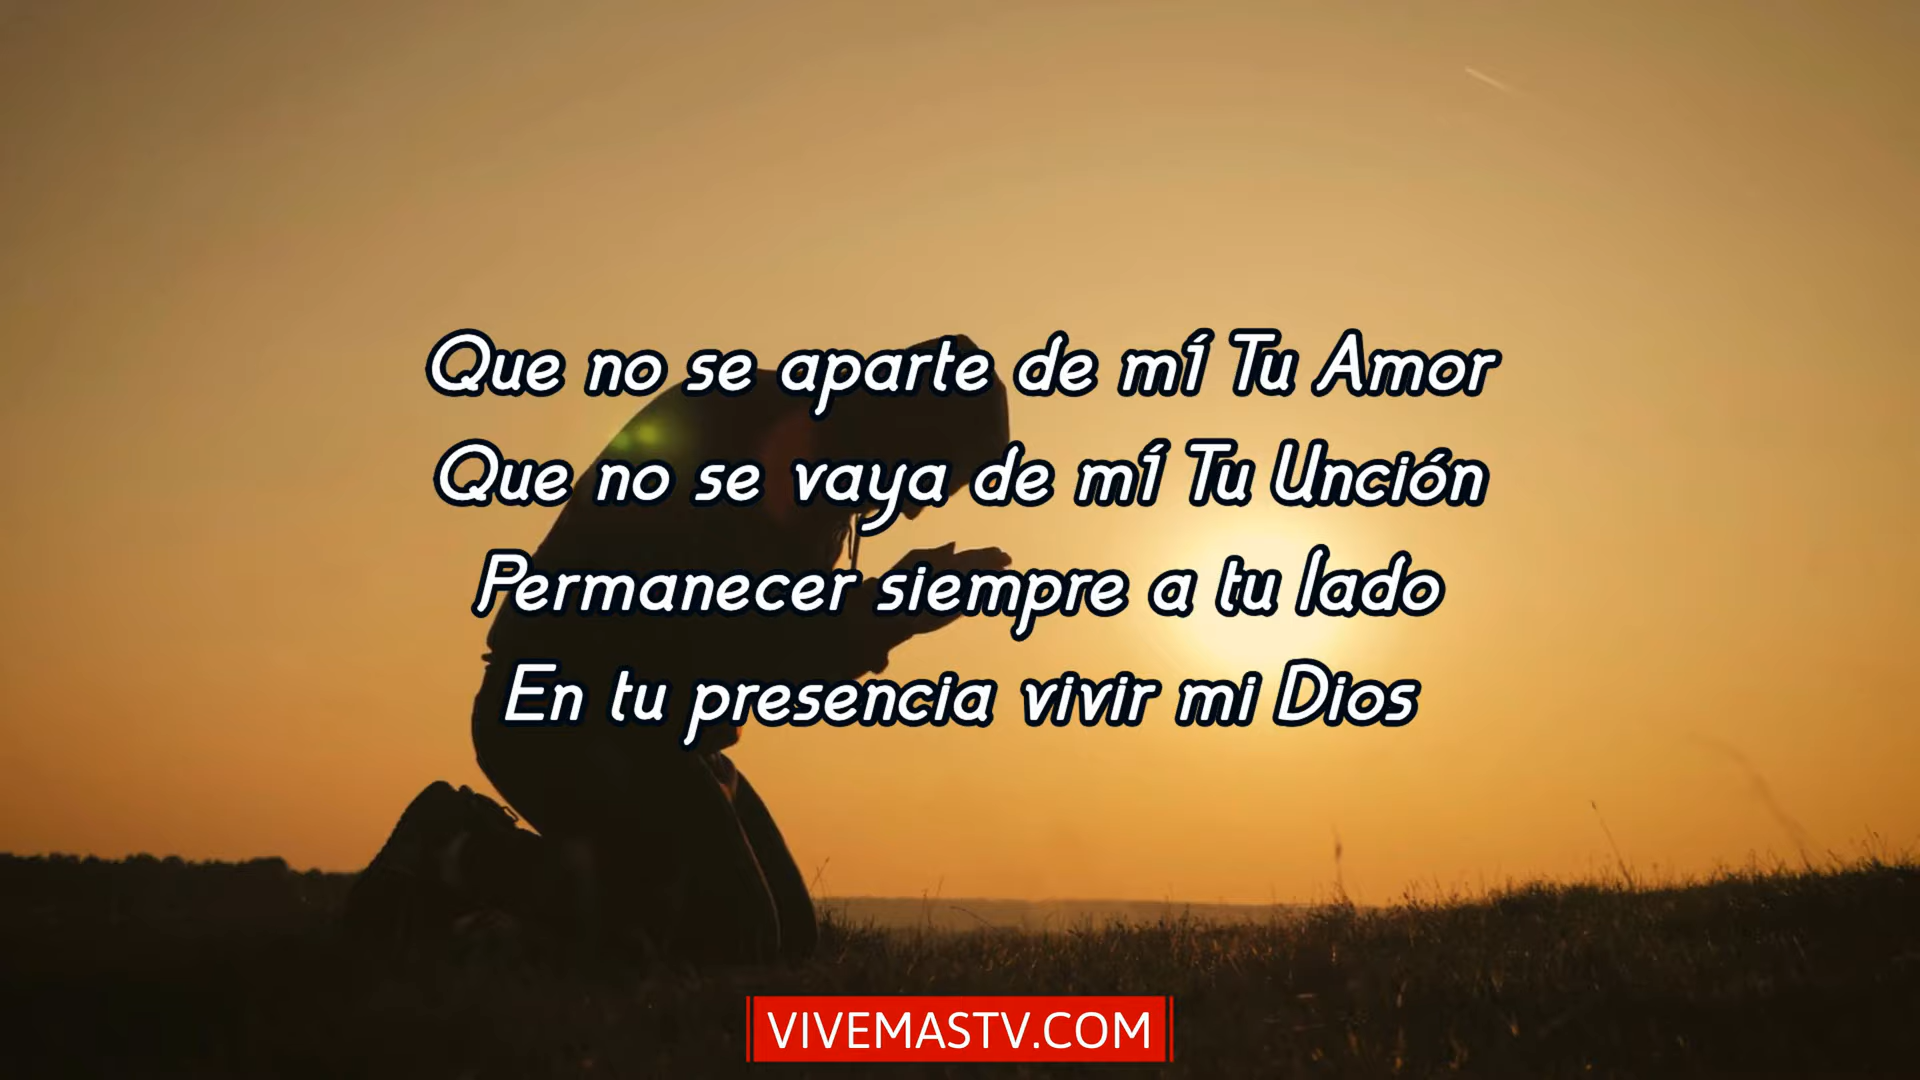 Que no se aparte de mí Tu Amor
Que no se vaya de mí Tu Unción
Permanecer siempre a tu lado
En tu presencia vivir mi Dios
VIVEMASTV.COM